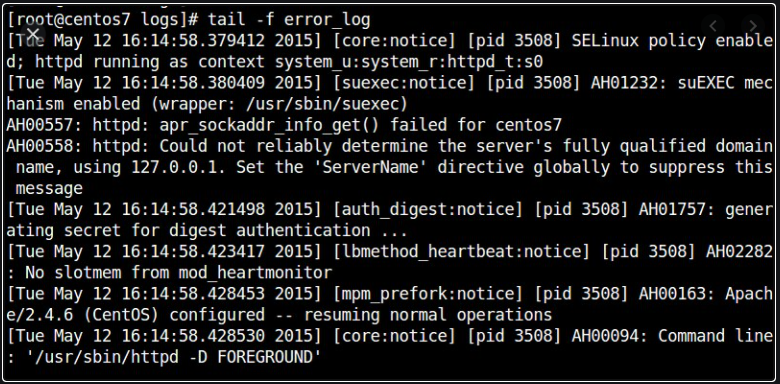 [root@centos7 logs]# tail -f error_log
[Tue May 12 16:14:58.379412 2015] [core:notice] [pid 3508] SELinux policy enable
d; httpd running as context system_u:system_r:httpd_t:s0
[Tue May 12 16:14:58.380409 2015] [suexec:notice] [pid 3508] AH01232: suEXEC mec
hanism enabled (wrapper: /usr/sbin/suexec)
AH00557: httpd: apr_sockaddr_info_get() failed for centos7
AH00558: httpd: Could not reliably determine the server's fully qualified domain
 name, using 127.0.0.1. Set the 'ServerName' directive globally to suppress this
 message
[Tue May 12 16:14:58.421498 2015] [auth_digest:notice] [pid 3508] AH01757: gener
ating secret for digest authentication ...
[Tue May 12 16:14:58.423417 2015] [lbmethod_heartbeat:notice] [pid 3508] AH02282
: No slotmem from mod_heartmonitor
[Tue May 12 16:14:58.428453 2015] [mpm_prefork:notice] [pid 3508] AH00163: Apach
e/2.4.6 (CentOS) configured -- resuming normal operations
[Tue May 12 16:14:58.428530 2015] [core:notice] [pid 3508] AH00094: Command line
: '/usr/sbin/httpd -D FOREGROUND'